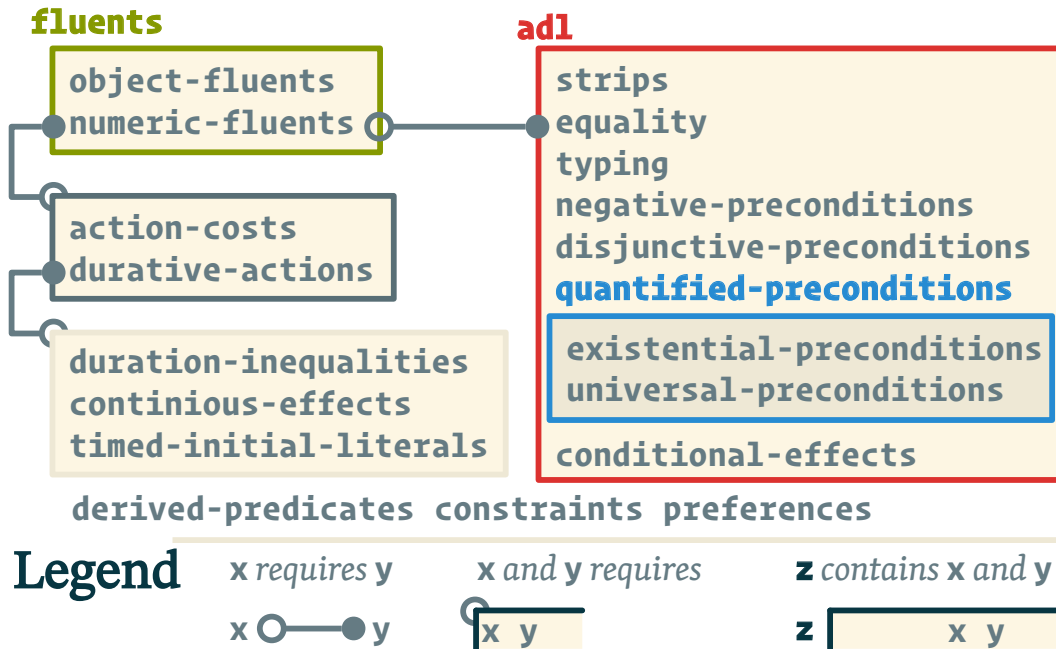 fluents
object-fluents
numeric-fluents
action-costs
durative-actions
duration-inequalities
continious-effects
timed-initial-literals
adl
strips
equality
typing
negative-preconditions
disjunctive-preconditions
quantified-preconditions
existential-preconditions
universal-preconditions
conditional-effects
derived-predicates constraints preferences
Legend
x requires y
x y
x and y requires
x y
z contains x and y
z x y